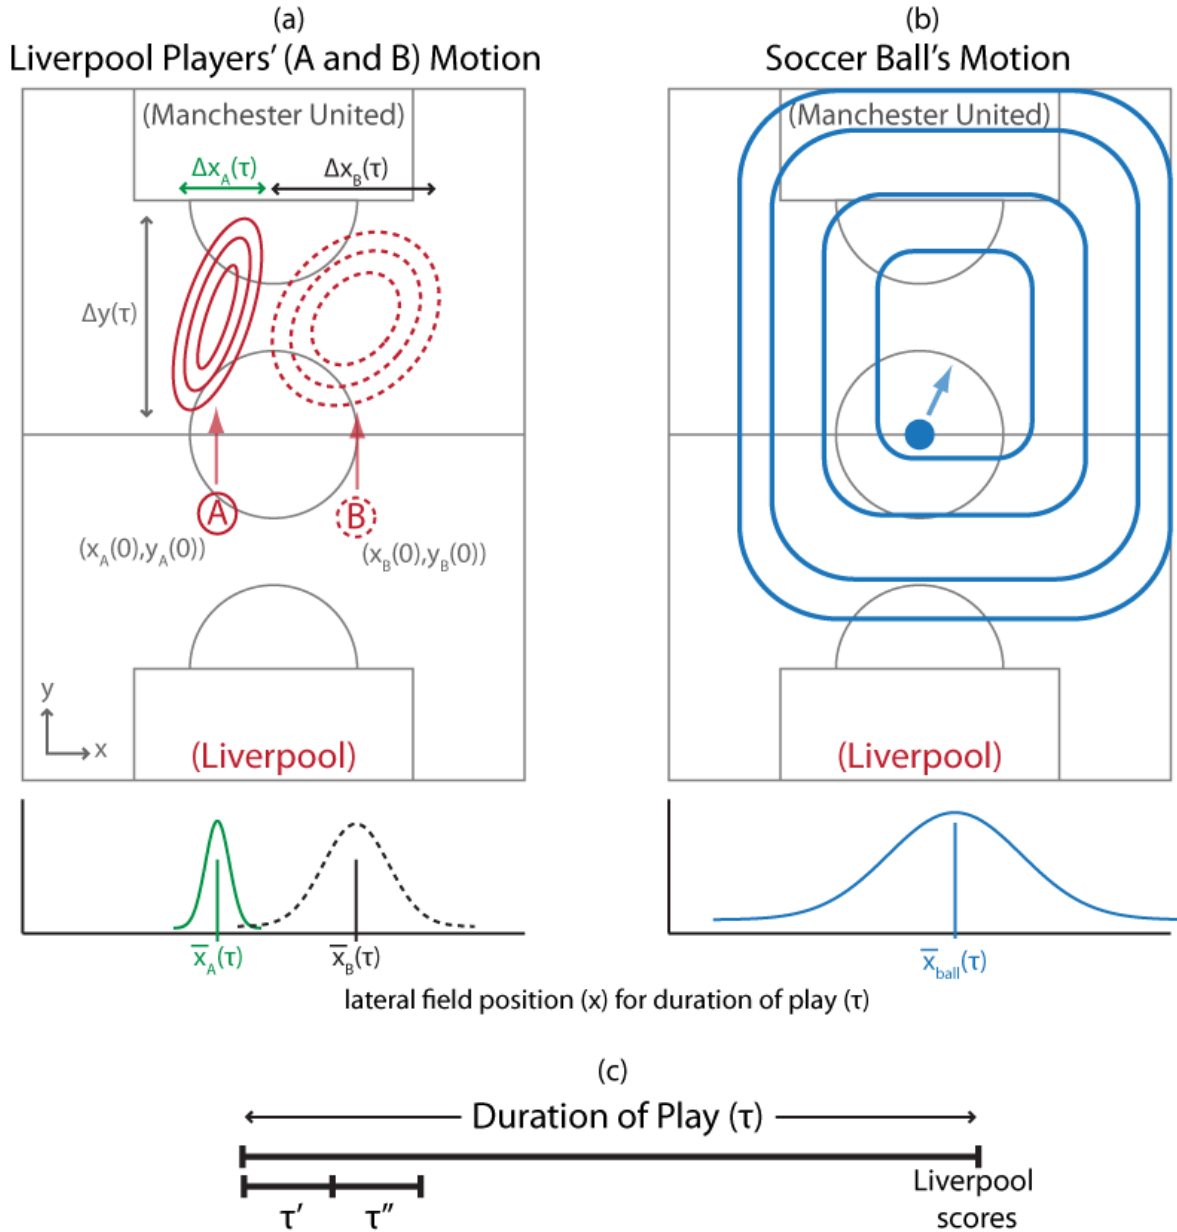 (a)
Liverpool Players’ (A and B) Motion
(Manchester United)
Δx_A(τ)
Δx_B(τ)
Δy(τ)
A
B
(x_A(0),y_A(0))
(x_B(0),y_B(0))
y
x
(Liverpool)
x̅_A(τ)
x̅_B(τ)
(b)
Soccer Ball’s Motion
(Manchester United)
(Liverpool)
x̅_ball(τ)
lateral field position (x) for duration of play (τ)
(c)
Duration of Play (τ)
τ′
τ″
Liverpool
scores